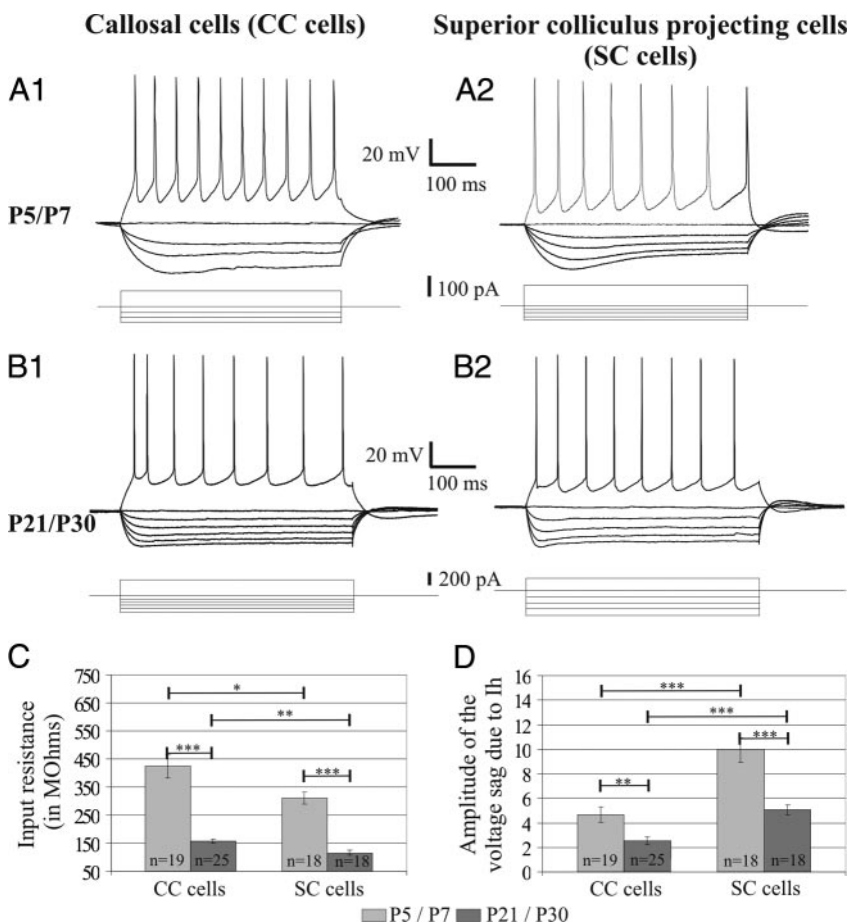 Callosal cells (CC cells)
Superior colliculus projecting cells
(SC cells)
A1
A2
20 mV
100 ms
P5/P7
100 pA
B1
B2
20 mV
100 ms
P21/P30
200 pA
C
Input resistance
(in MOhms)
750
650
550
450
350
250
150
50
*
**
***
***
n=19
n=25
n=18
n=18
CC cells
SC cells
D
Amplitude of the
voltage sag due to Ih
16
14
12
10
8
6
4
2
0
***
***
***
**
n=19
n=25
n=18
n=18
CC cells
SC cells
P5 / P7
P21 / P30